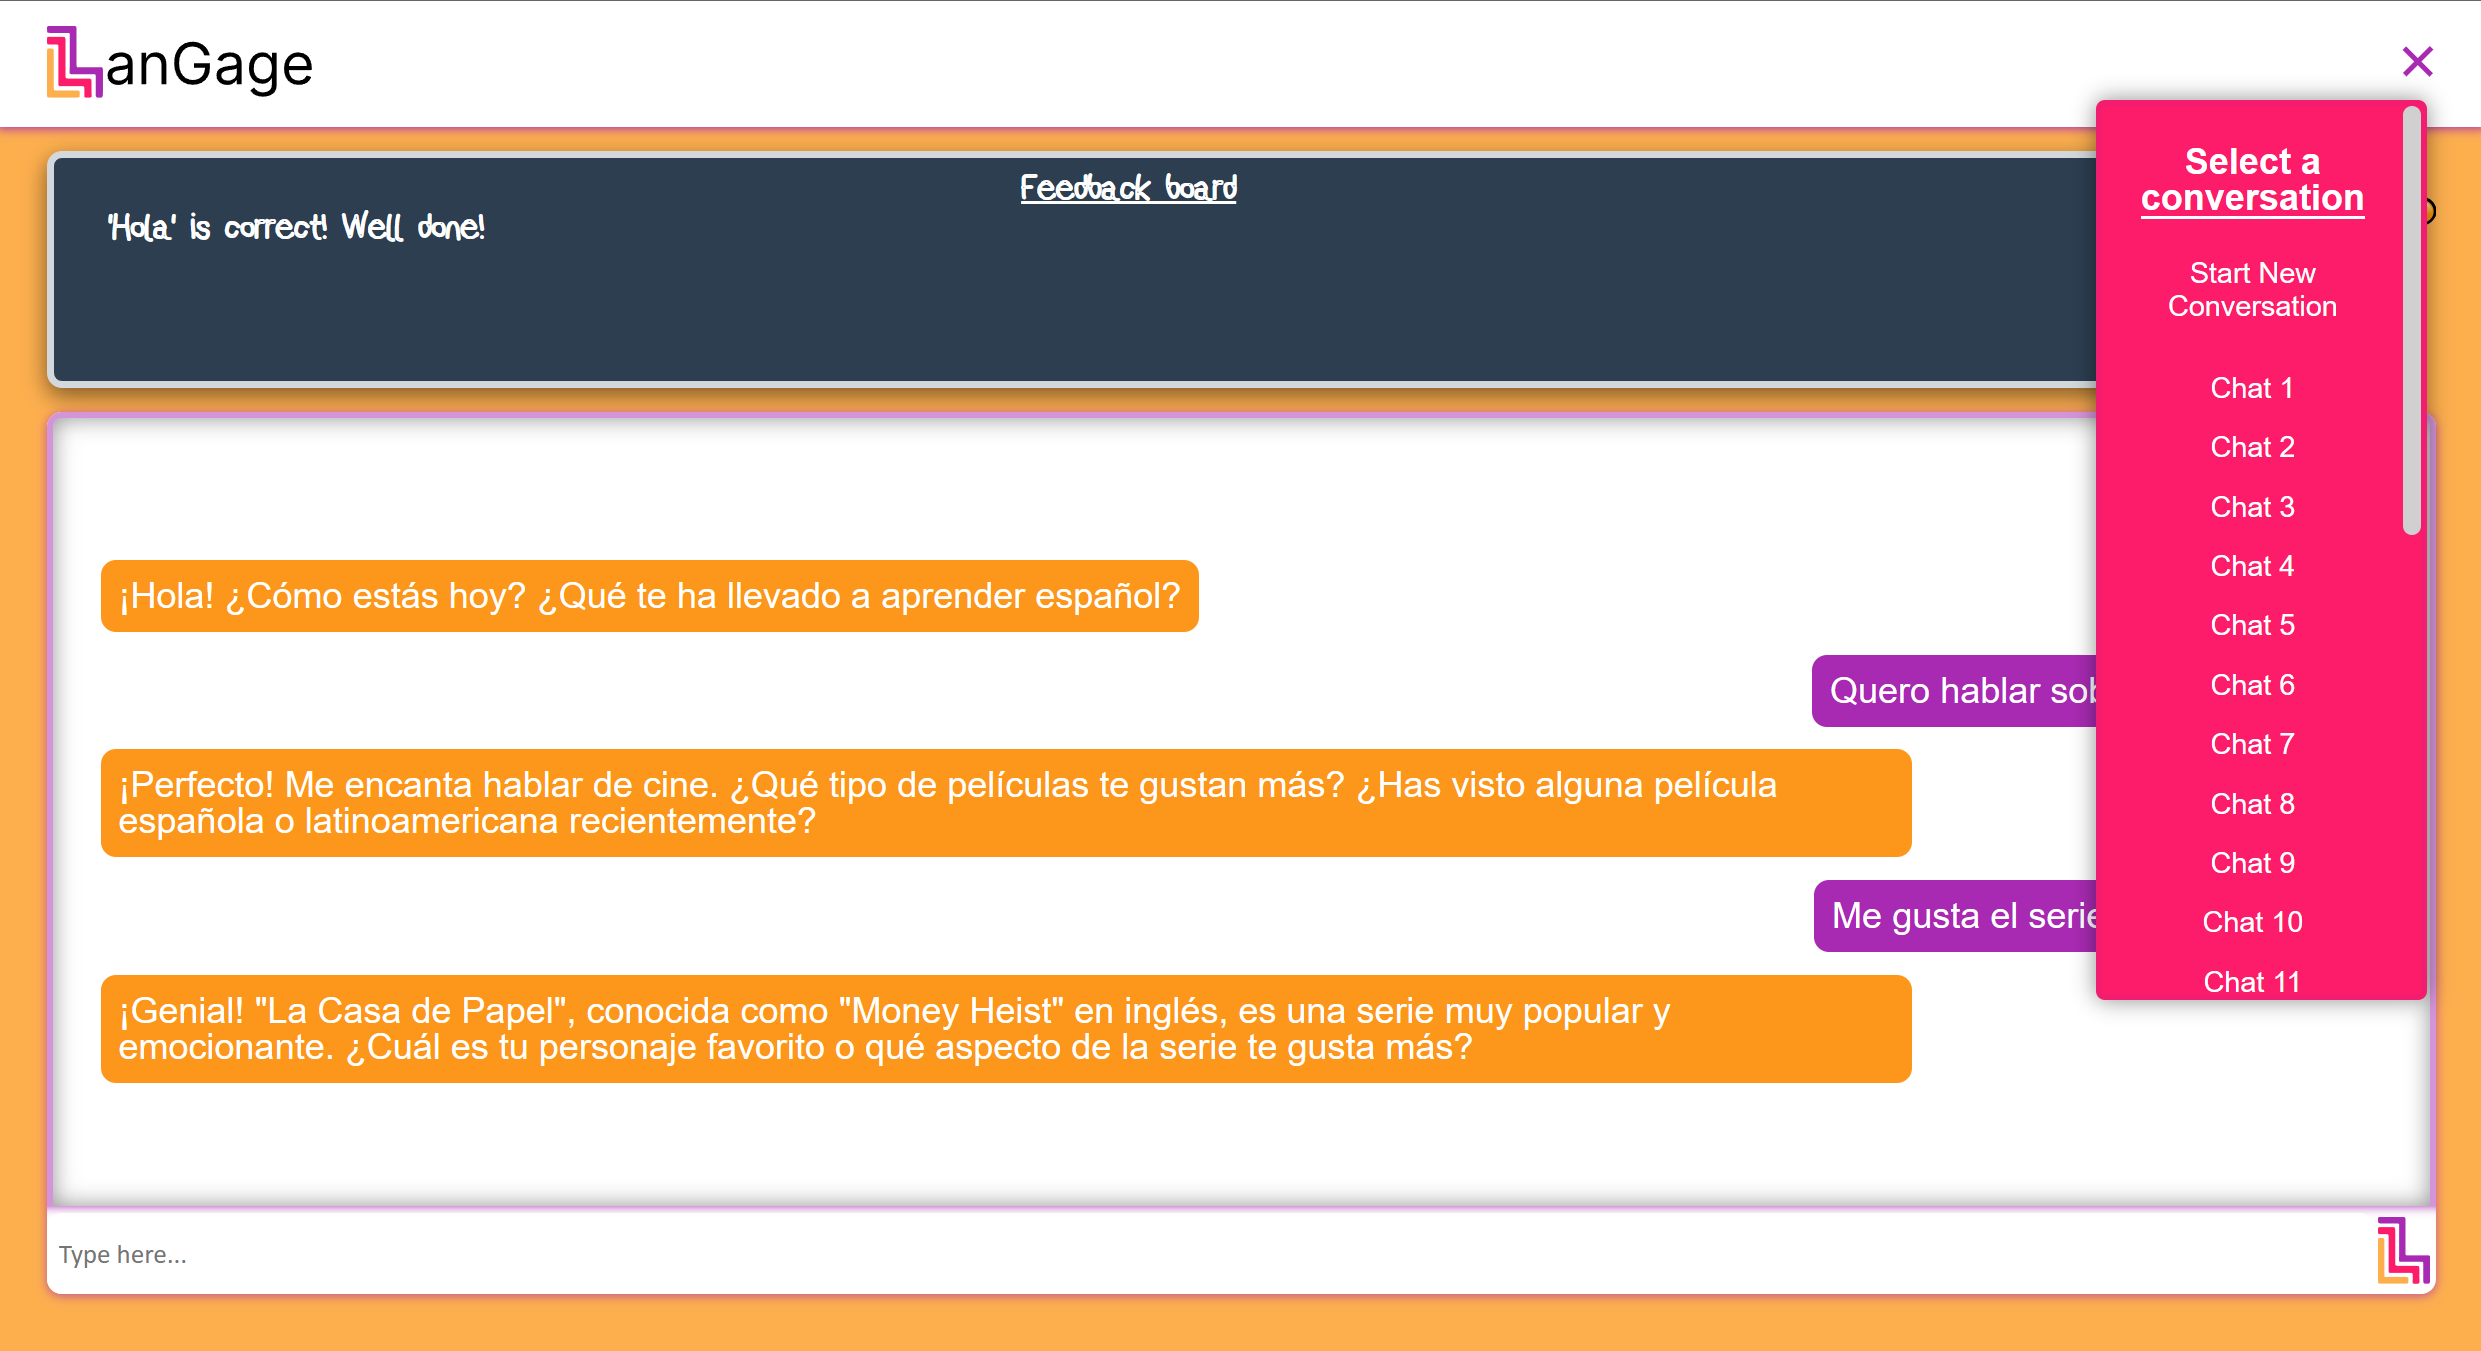 LanGage
Feedback board
'Hola' is correct! Well done!
¡Hola! ¿Cómo estás hoy? ¿Qué te ha llevado a aprender español?
Quero hablar
¡Perfecto! Me encanta hablar de cine. ¿Qué tipo de películas te gustan más? ¿Has visto alguna película
española o latinoamericana recientemente?
Me gusta el
¡Genial! "La Casa de Papel", conocida como "Money Heist" en inglés, es una serie muy popular y
emocionante. ¿Cuál es tu personaje favorito o qué aspecto de la serie te gusta más?
Type here...
Select a
conversation
Start New
Conversation
Chat 1
Chat 2
Chat 3
Chat 4
Chat 5
Chat 6
Chat 7
Chat 8
Chat 9
Chat 10
Chat 11